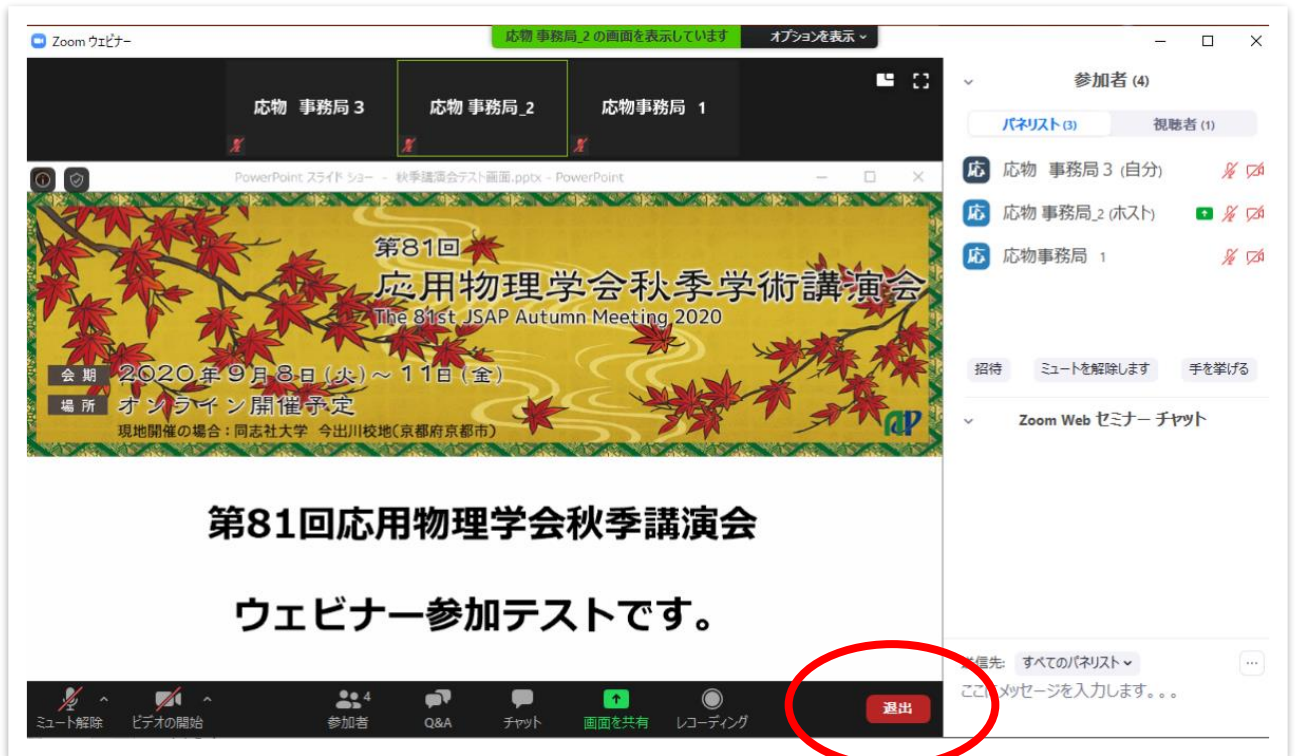 Zoom ウェビナー
応物 事務局_2 の画面を表示しています
オプションを表示
応物 事務局 3
応物 事務局_2
応物事務局 1
PowerPoint スライド ショー - 秋季講演会テスト画面.pptx - PowerPoint
第81回
応用物理学会秋季学術講演会
The 81st JSAP Autumn Meeting 2020
会期 2020年9月8日(火)～11日(金)
場所 オンライン開催予定
現地開催の場合:同志社大学 今出川校地(京都府京都市)
第81回応用物理学会秋季講演会
ウェビナー参加テストです。
ミュート解除
ビデオの開始
4
参加者
Q&A
チャット
画面を共有
レコーディング
退出
参加者 (4)
パネリスト (3)
視聴者 (1)
応 応物 事務局 3 (自分)
応 応物 事務局_2 (ホスト)
応 応物事務局 1
招待
ミュートを解除します
手を挙げる
Zoom Web セミナー チャット
送信先: すべてのパネリスト
ここにメッセージを入力します。。。